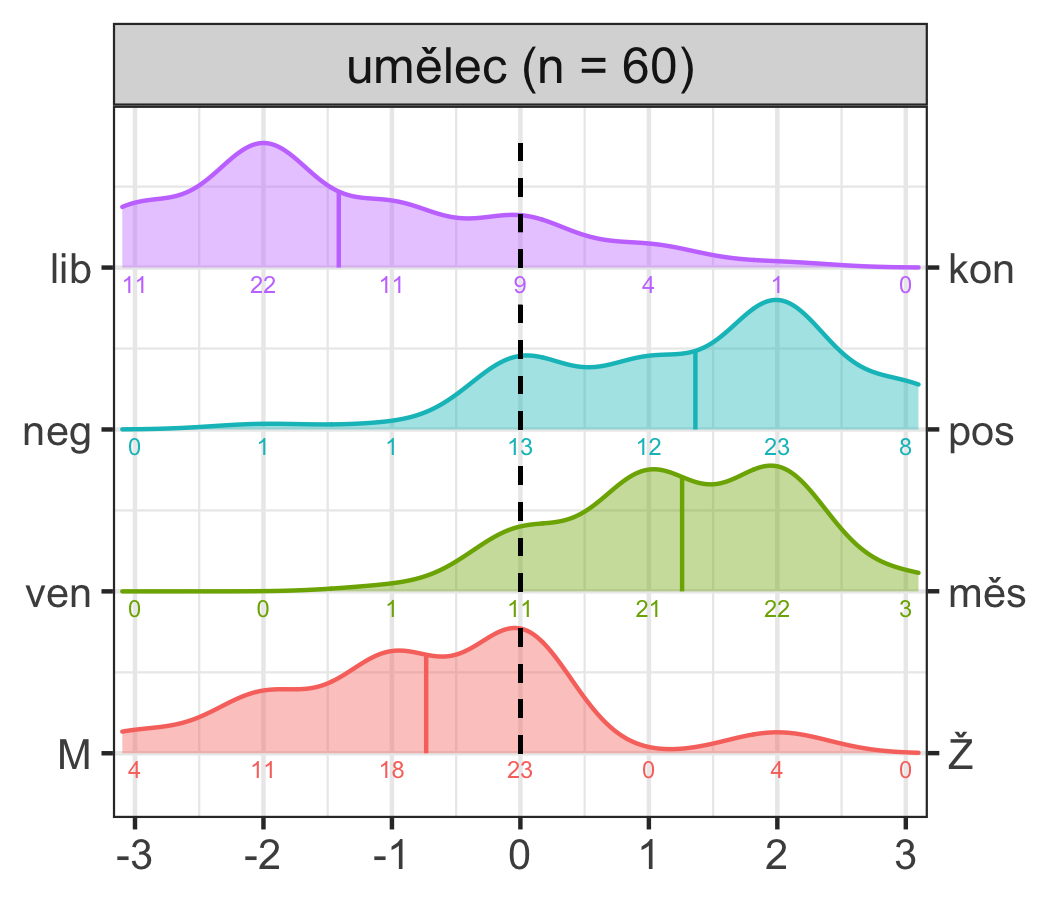 umělec (n = 60)
lib kon
11 22 11 9 4 1 0
neg pos
0 1 1 13 12 23 8
ven měs
0 0 1 11 21 22 3
M Ž
4 11 18 23 0 4 0
-3 -2 -1 0 1 2 3